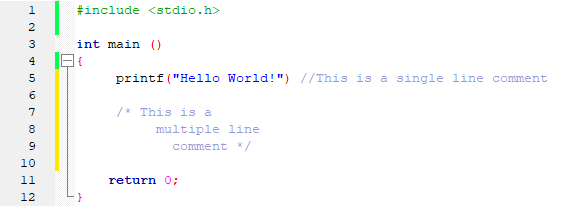 1 #include <stdio.h>
2
3 int main ()
4 {
5 printf("Hello World!") //This is a single line comment
6
7 /* This is a
8 multiple line
9 comment */
10
11 return 0;
12 }